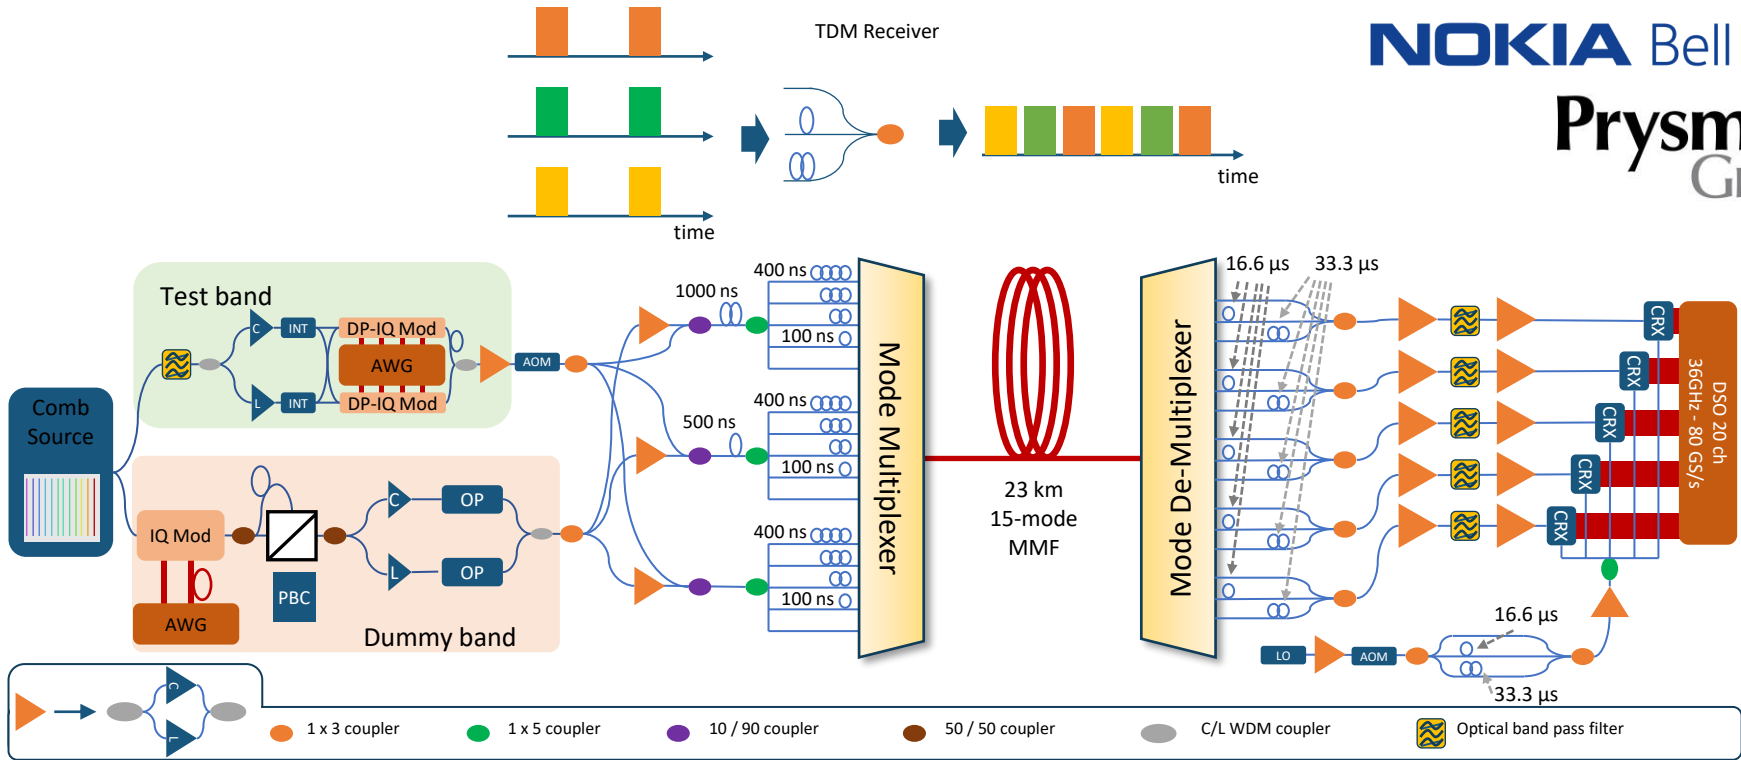 TDM Receiver
NOKIA Bell
Prysm
Gr
time
time
Test band
C
INT
DP-IQ Mod
AWG
L
INT
DP-IQ Mod
AOM
Comb
Source
IQ Mod
AWG
PBC
C
OP
L
OP
Dummy band
1000 ns
500 ns
400 ns
100 ns
400 ns
100 ns
400 ns
100 ns
Mode Multiplexer
23 km
15-mode
MMF
Mode De-Multiplexer
16.6 µs
33.3 µs
CRX
CRX
CRX
CRX
CRX
DSO 20 ch
36GHz - 80 GS/s
LO
AOM
16.6 µs
33.3 µs
C
L
1 x 3 coupler
1 x 5 coupler
10 / 90 coupler
50 / 50 coupler
C/L WDM coupler
Optical band pass filter